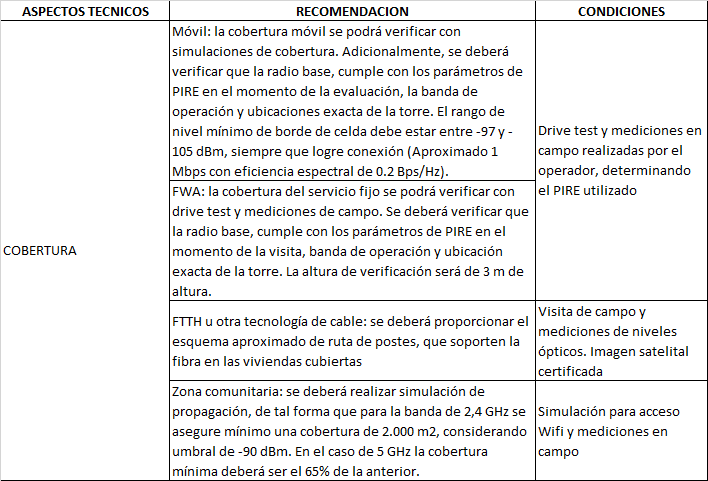 ASPECTOS TECNICOS
RECOMENDACION
CONDICIONES
COBERTURA
Móvil: la cobertura móvil se podrá verificar con
simulaciones de cobertura. Adicionalmente, se deberá
verificar que la radio base, cumple con los parámetros de
PIRE en el momento de la evaluación, la banda de
operación y ubicaciones exacta de la torre. El rango de
nivel mínimo de borde de celda debe estar entre -97 y -
105 dBm, siempre que logre conexión (Aproximado 1
Mbps con eficiencia espectral de 0.2 Bps/Hz).
Drive test y mediciones en
campo realizadas por el
operador, determinando
el PIRE utilizado
FWA: la cobertura del servicio fijo se podrá verificar con
drive test y mediciones de campo. Se deberá verificar que
la radio base, cumple con los parámetros de PIRE en el
momento de la visita, banda de operación y ubicación
exacta de la torre. La altura de verificación será de 3 m de
altura.
FTTH u otra tecnología de cable: se deberá proporcionar el
esquema aproximado de ruta de postes, que soporten la
fibra en las viviendas cubiertas
Visita de campo y
mediciones de niveles
ópticos. Imagen satelital
certificada
Zona comunitaria: se deberá realizar simulación de
propagación, de tal forma que para la banda de 2,4 GHz se
asegure mínimo una cobertura de 2.000 m2, considerando
umbral de -90 dBm. En el caso de 5 GHz la cobertura
mínima deberá ser el 65% de la anterior.
Simulación para acceso
Wifi y mediciones en
campo